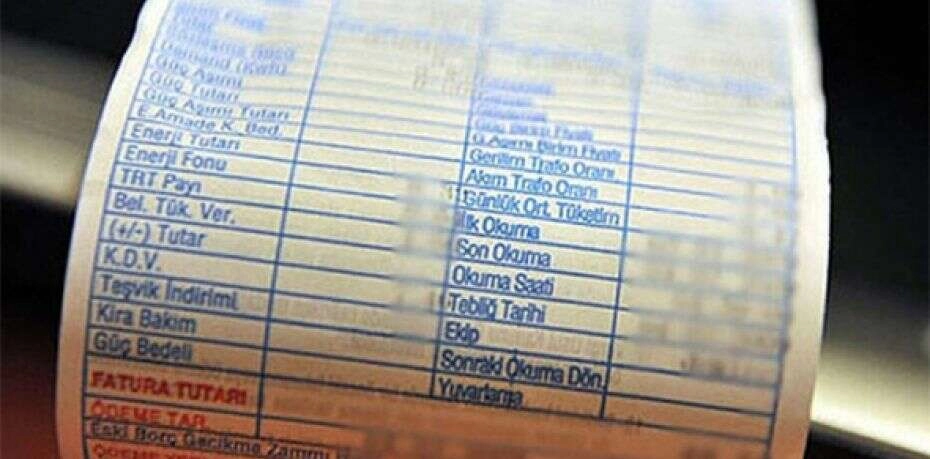 Güç Aşımı
Güç Tutarı
Güç Aşımı Tutarı
E.Amade K. Bed.
Enerji Tutarı
Enerji Fonu
TRT Payı
Bel. Tük. Ver.
(+/-) Tutar
K.D.V.
Teşvik İndirimi
Kira Bakım
Güç Bedeli
FATURA TUTARI
ÖDEME TAR.
Eski Borç Gecikme Zammı
Güç Birim Fiyatı
G.Aşımı Birim Fiyatı
Gerilim Trafo Oranı
Akım Trafo Oranı
Günlük Ort. Tüketim
İlk Okuma
Son Okuma
Okuma Saati
Tebliğ Tarihi
Ekip
Sonraki Okuma Dön.
Yuvarlama